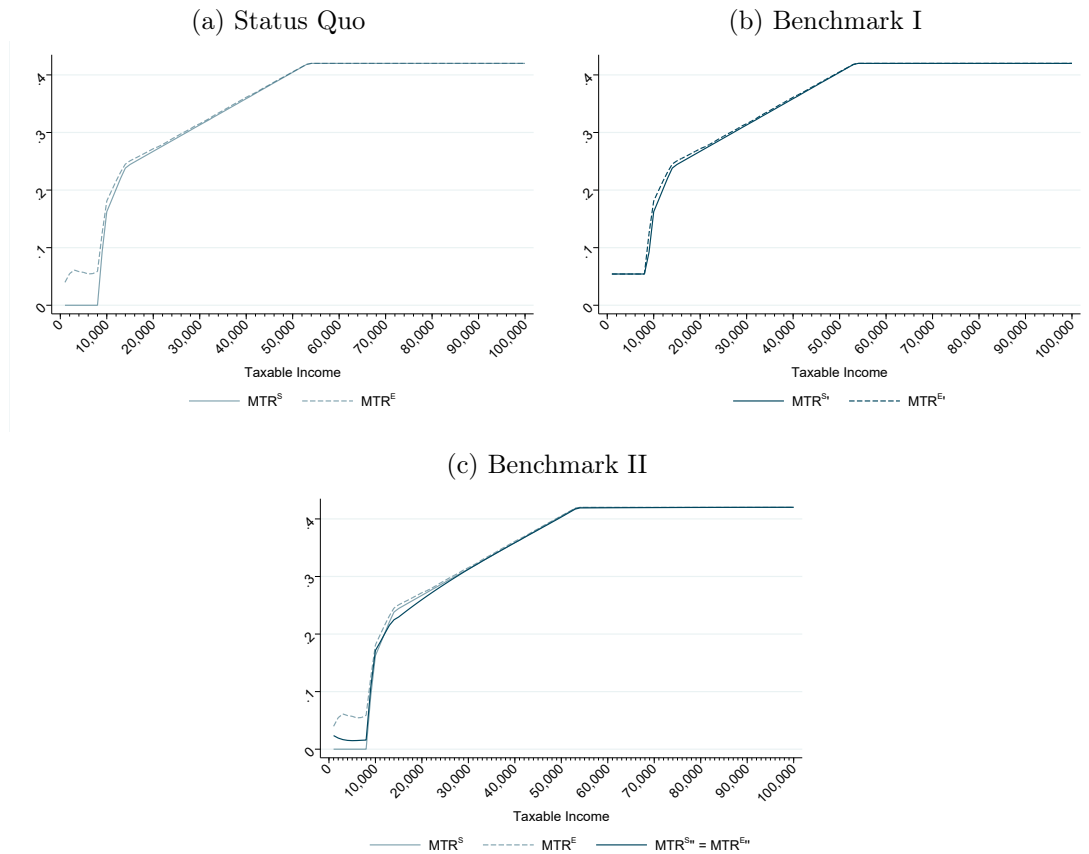 (a) Status Quo
.4
.3
.2
.1
0
0 10,000 20,000 30,000 40,000 50,000 60,000 70,000 80,000 90,000 100,000
Taxable Income
MTR^S MTR^E
(b) Benchmark I
.4
.3
.2
.1
0
0 10,000 20,000 30,000 40,000 50,000 60,000 70,000 80,000 90,000 100,000
Taxable Income
MTR^S' MTR^E'
(c) Benchmark II
.4
.3
.2
.1
0
0 10,000 20,000 30,000 40,000 50,000 60,000 70,000 80,000 90,000 100,000
Taxable Income
MTR^S MTR^E MTR^S'' = MTR^E''